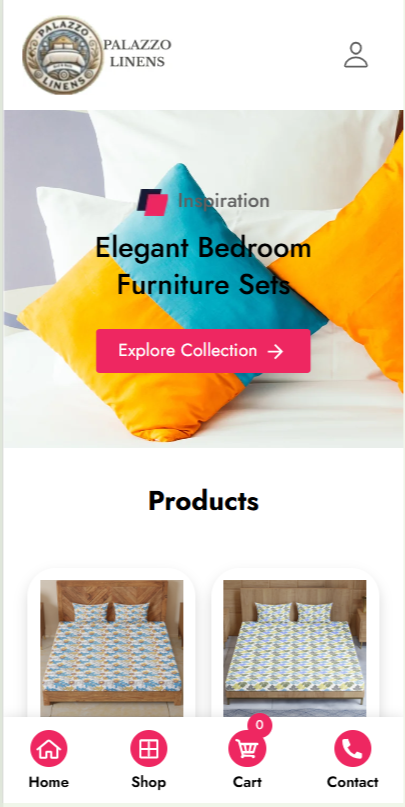 PALAZZO
LINENS
PALAZZO
LINENS
Inspiration
Elegant Bedroom
Furniture Sets
Explore Collection
Products
0
Home
Shop
Cart
Contact